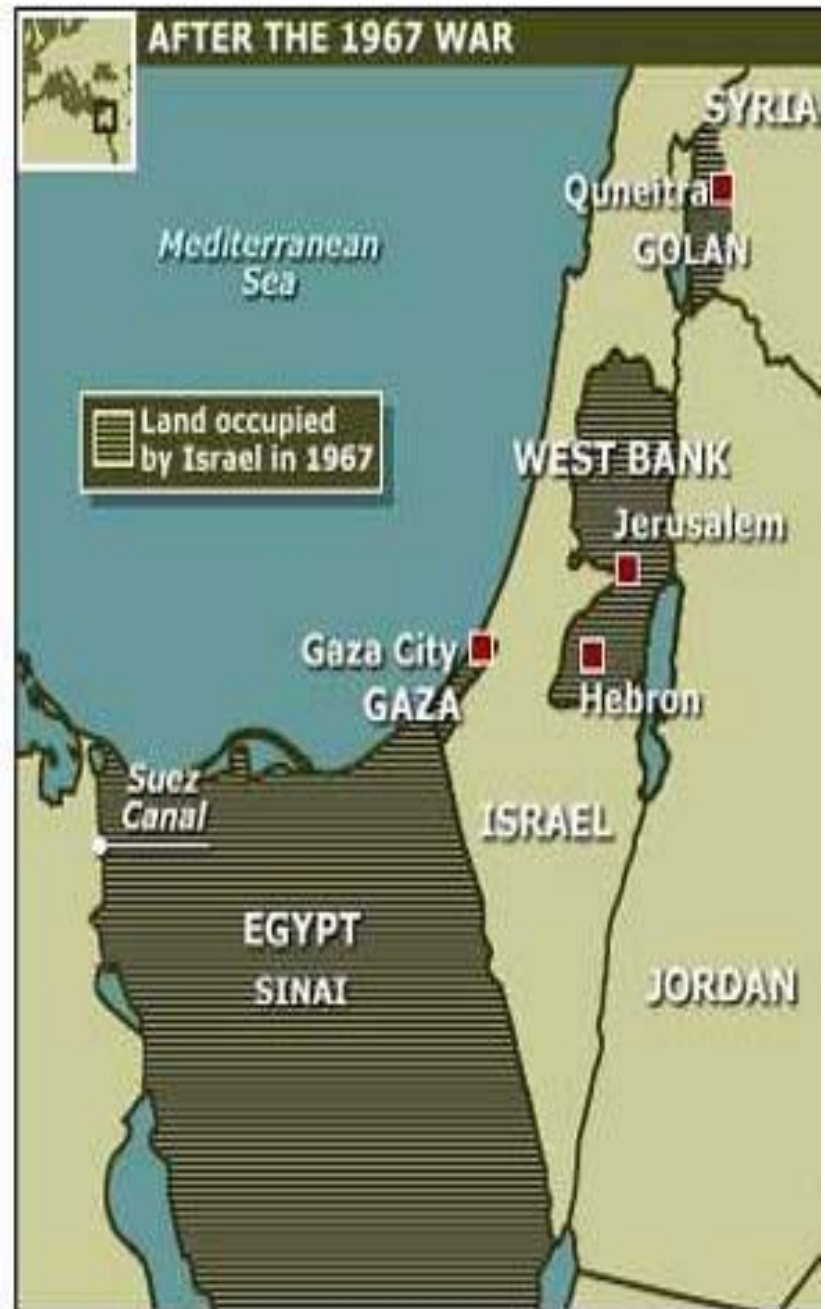 AFTER THE 1967 WAR
SYRIA
Quneitra
GOLAN
Mediterranean
Sea
Land occupied
by Israel in 1967
WEST BANK
Jerusalem
Gaza City
GAZA
Hebron
Suez
Canal
ISRAEL
EGYPT
SINAI
JORDAN